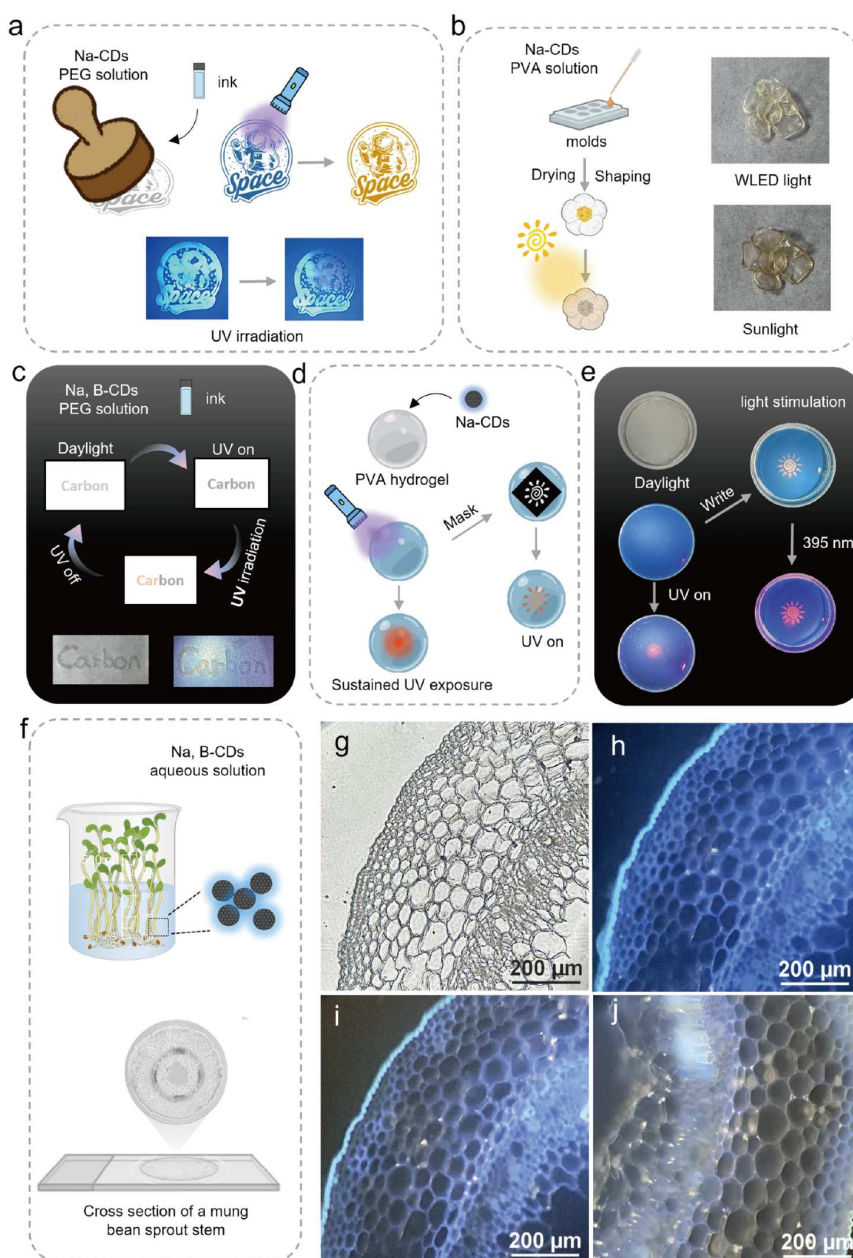 a
Na-CDs
PEG solution
ink
Space
Space
Space
Space
Space
UV irradiation
b
Na-CDs
PVA solution
molds
Drying
Shaping
WLED light
Sunlight
c
Na, B-CDs
PEG solution
ink
Daylight
UV on
Carbon
Carbon
UV off
UV irradiation
Carbon
Carbon
Carbon
d
Na-CDs
PVA hydrogel
Mask
UV on
Sustained UV exposure
e
light stimulation
Daylight
Write
395 nm
UV on
f
Na, B-CDs
aqueous solution
Cross section of a mung
bean sprout stem
g
200 μm
h
200 μm
i
200 μm
j
200 μm